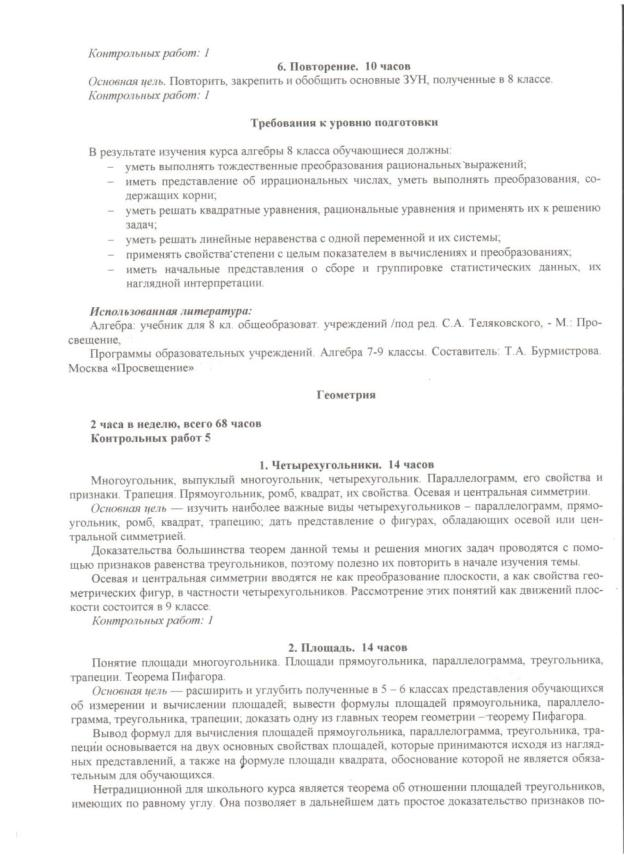 Контрольных работ: 1
6. Повторение. 10 часов
Основная цель. Повторить, закрепить и обобщить основные ЗУН, полученные в 8 классе.
Контрольных работ: 1
Требования к уровню подготовки
В результате изучения курса алгебры 8 класса обучающиеся должны:
– уметь выполнять тождественные преобразования рациональных выражений;
– иметь представление об иррациональных числах, уметь выполнять преобразования, со-
держащих корни;
– уметь решать квадратные уравнения, рациональные уравнения и применять их к решению
задач;
– уметь решать линейные неравенства с одной переменной и их системы;
– применять свойства степени с целым показателем в вычислениях и преобразованиях;
– иметь начальные представления о сборе и группировке статистических данных, их
наглядной интерпретации.
Использованная литература:
Алгебра: учебник для 8 кл. общеобразоват. учреждений /под ред. С.А. Теляковского, - М.: Про-
свещение,
Программы образовательных учреждений. Алгебра 7-9 классы. Составитель: Т.А. Бурмистрова.
Москва «Просвещение»
Геометрия
2 часа в неделю, всего 68 часов
Контрольных работ 5
1. Четырехугольники. 14 часов
Многоугольник, выпуклый многоугольник, четырехугольник. Параллелограмм, его свойства и
признаки. Трапеция. Прямоугольник, ромб, квадрат, их свойства. Осевая и центральная симметрии.
Основная цель — изучить наиболее важные виды четырехугольников – параллелограмм, прямо-
угольник, ромб, квадрат, трапецию; дать представление о фигурах, обладающих осевой или цен-
тральной симметрией.
Доказательства большинства теорем данной темы и решения многих задач проводятся с помо-
щью признаков равенства треугольников, поэтому полезно их повторить в начале изучения темы.
Осевая и центральная симметрии вводятся не как преобразование плоскости, а как свойства гео-
метрических фигур, в частности четырехугольников. Рассмотрение этих понятий как движений плос-
кости состоится в 9 классе.
Контрольных работ: 1
2. Площадь. 14 часов
Понятие площади многоугольника. Площади прямоугольника, параллелограмма, треугольника,
трапеции. Теорема Пифагора.
Основная цель — расширить и углубить полученные в 5 – 6 классах представления обучающихся
об измерении и вычислении площадей; вывести формулы площадей прямоугольника, параллело-
грамма, треугольника, трапеции; доказать одну из главных теорем геометрии – теорему Пифагора.
Вывод формул для вычисления площадей прямоугольника, параллелограмма, треугольника, тра-
пеции основывается на двух основных свойствах площадей, которые принимаются исходя из нагляд-
ных представлений, а также на формуле площади квадрата, обоснование которой не является обяза-
тельным для обучающихся.
Нетрадиционной для школьного курса является теорема об отношении площадей треугольников,
имеющих по равному углу. Она позволяет в дальнейшем дать простое доказательство признаков по-